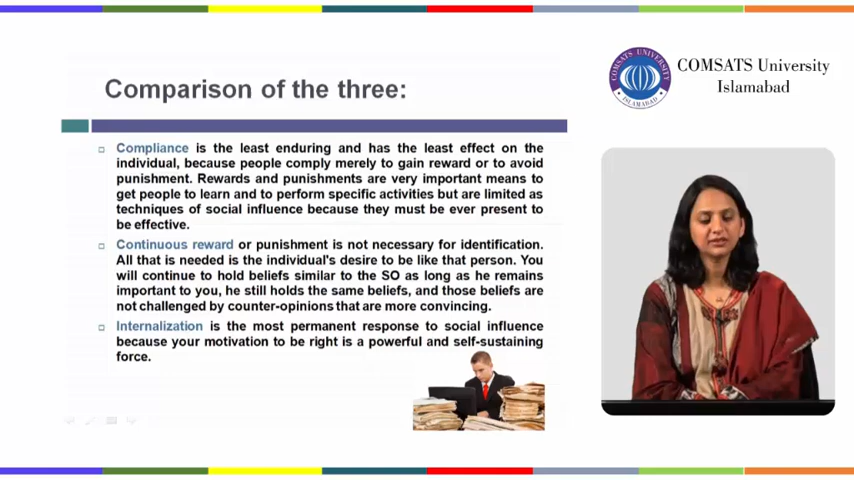 COMSATS University
Islamabad
COMSATS UNIVERSITY
ISLAMABAD
Comparison of the three:
Compliance is the least enduring and has the least effect on the
individual, because people comply merely to gain reward or to avoid
punishment. Rewards and punishments are very important means to
get people to learn and to perform specific activities but are limited as
techniques of social influence because they must be ever present to
be effective.
Continuous reward or punishment is not necessary for identification.
All that is needed is the individual's desire to be like that person. You
will continue to hold beliefs similar to the SO as long as he remains
important to you, he still holds the same beliefs, and those beliefs are
not challenged by counter-opinions that are more convincing.
Internalization is the most permanent response to social influence
because your motivation to be right is a powerful and self-sustaining
force.